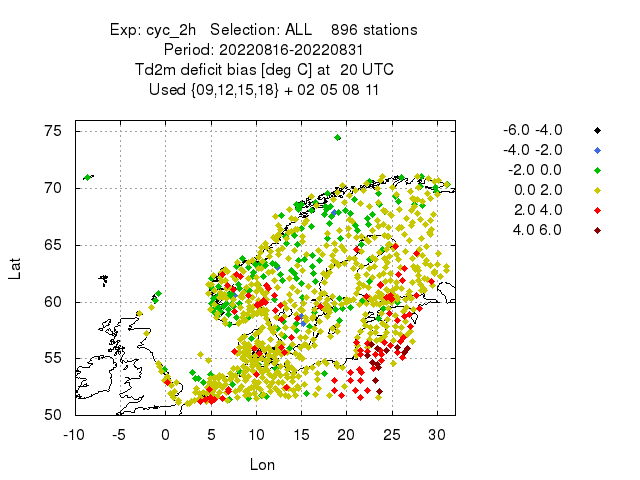 Exp: cyc_2h   Selection: ALL    896 stations
Period: 20220816-20220831
Td2m deficit bias [deg C] at  20 UTC
Used {09,12,15,18} + 02 05 08 11
-6.0 -4.0
-4.0 -2.0
-2.0 0.0
0.0 2.0
2.0 4.0
4.0 6.0
75
70
65
60
55
50
Lat
-10 -5 0 5 10 15 20 25 30
Lon